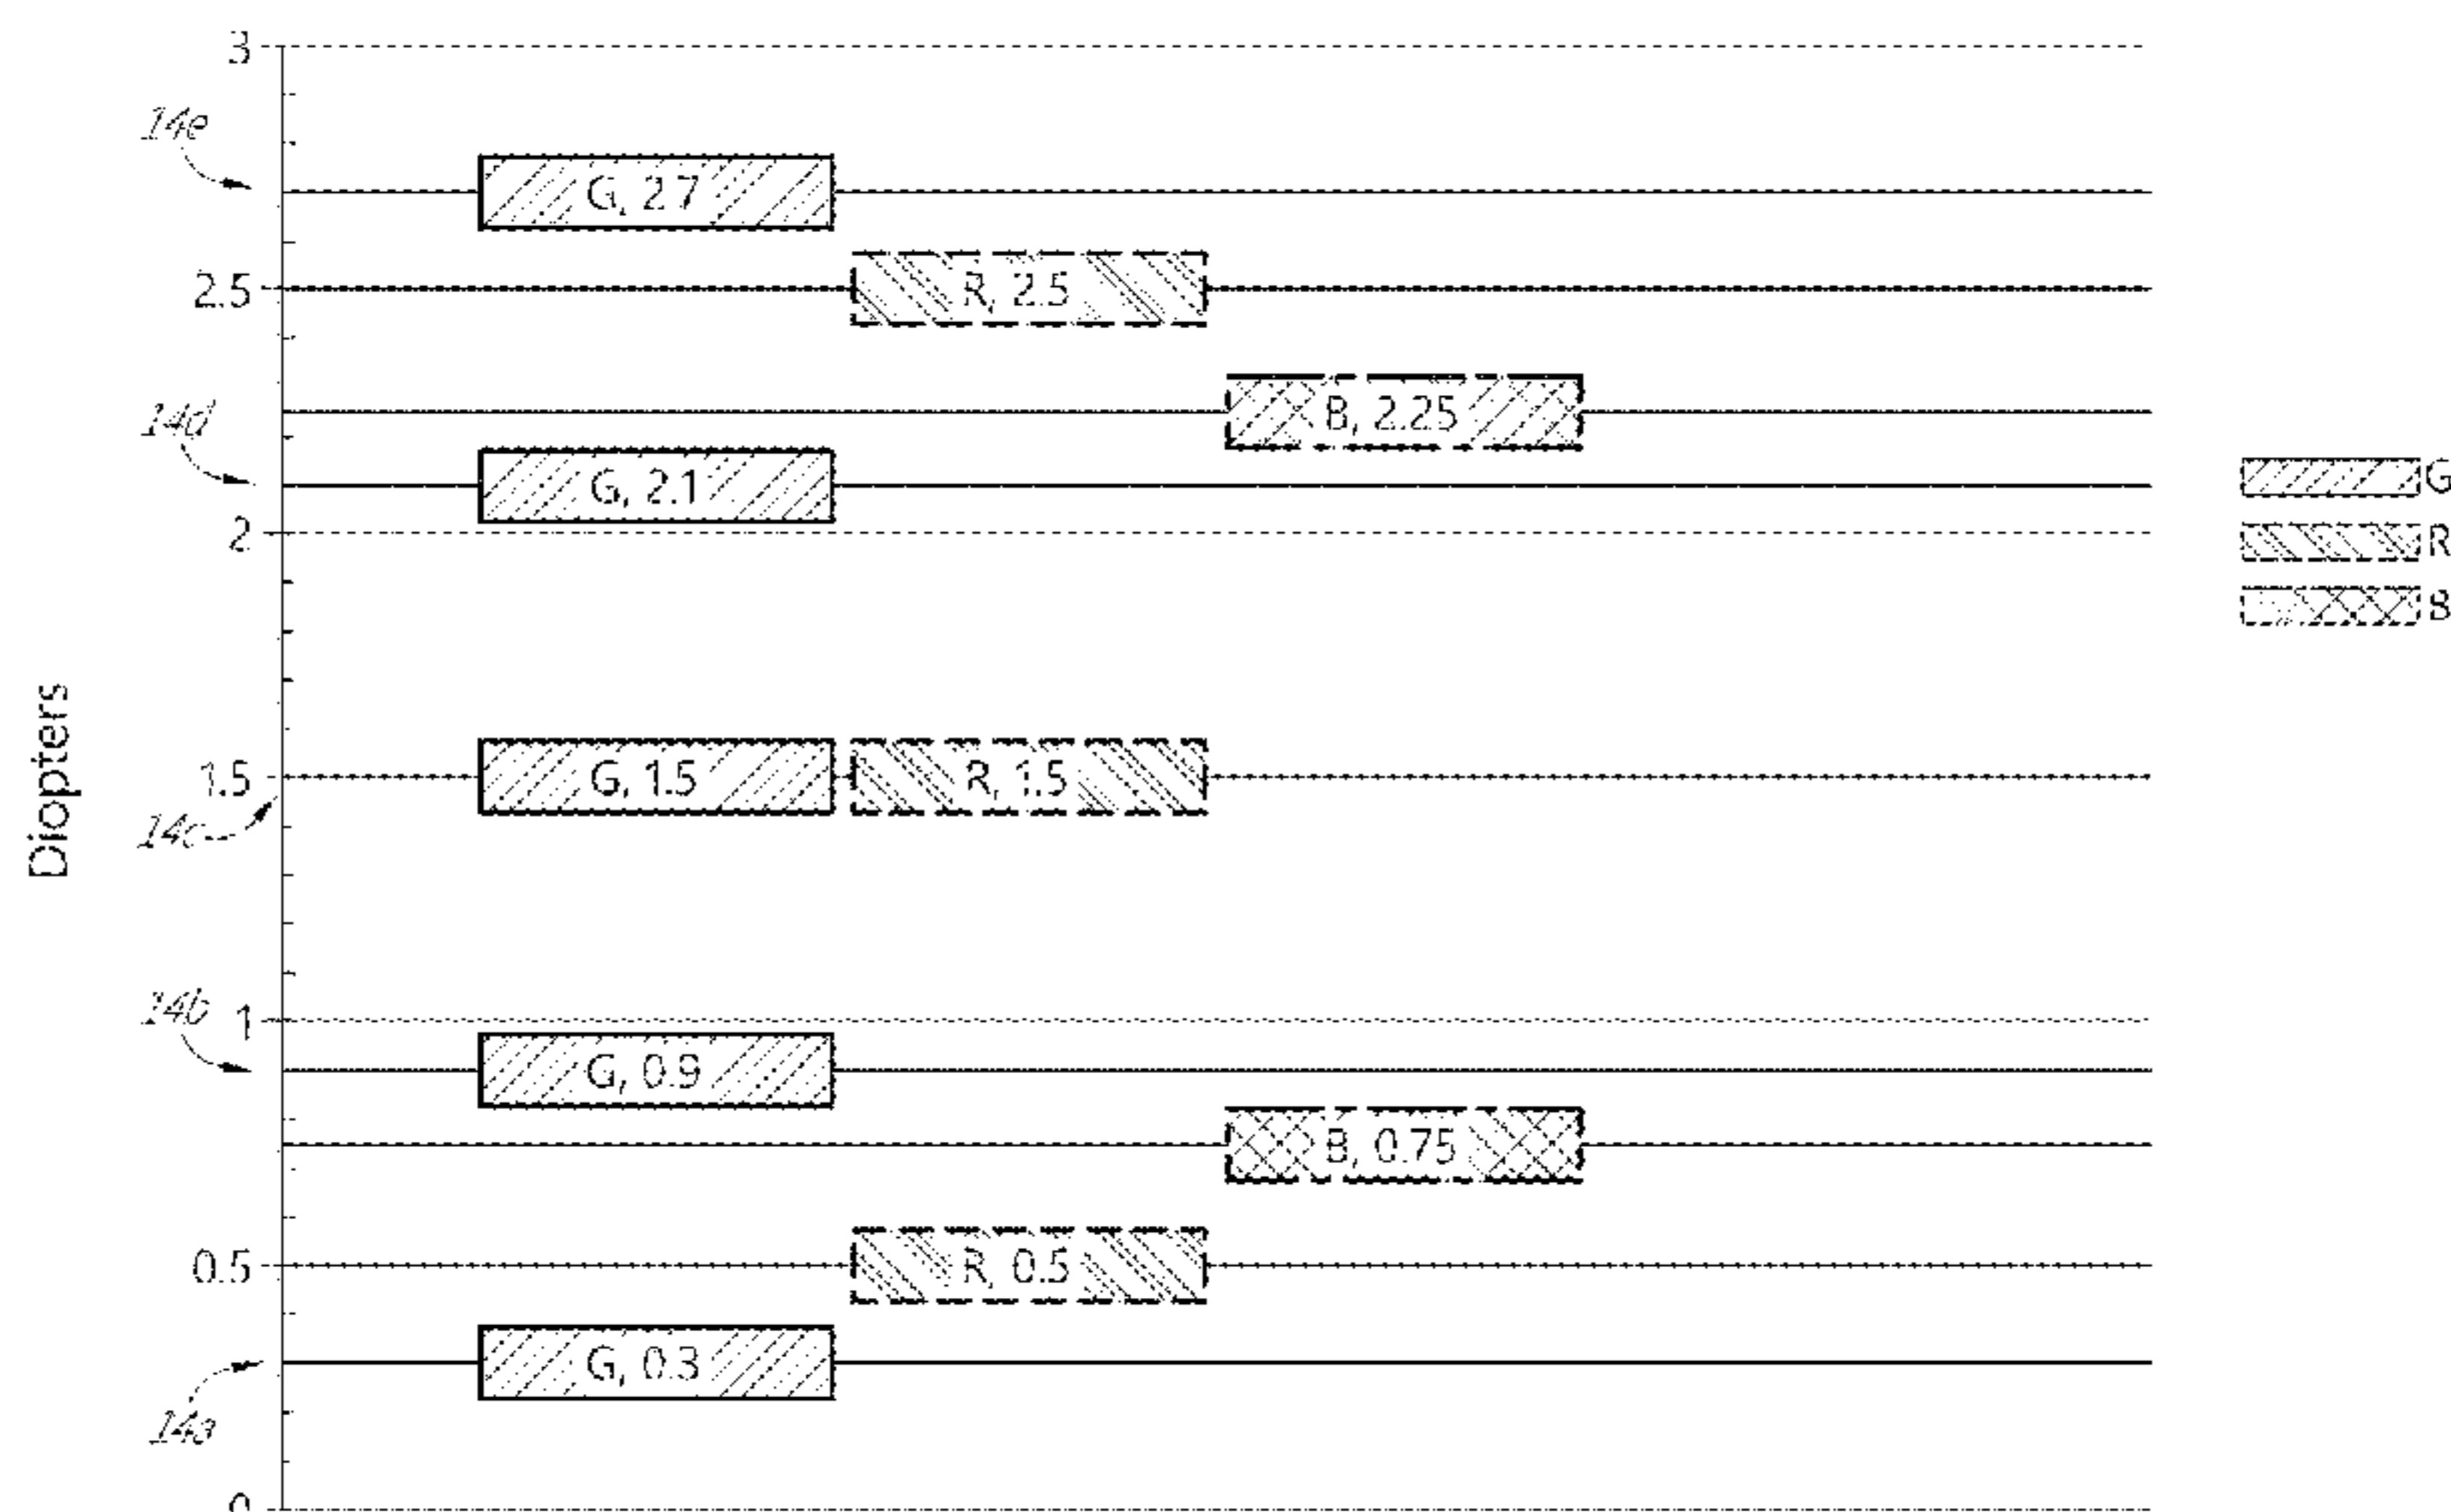 3
14e
G, 2.7
2.5
R, 2.5
14d
B, 2.25
G, 2.1
G
2
R
B
Diopters
1.5
G, 1.5
R, 1.5
14c
14b
1
G, 0.9
B, 0.75
0.5
R, 0.5
G, 0.3
14a
0